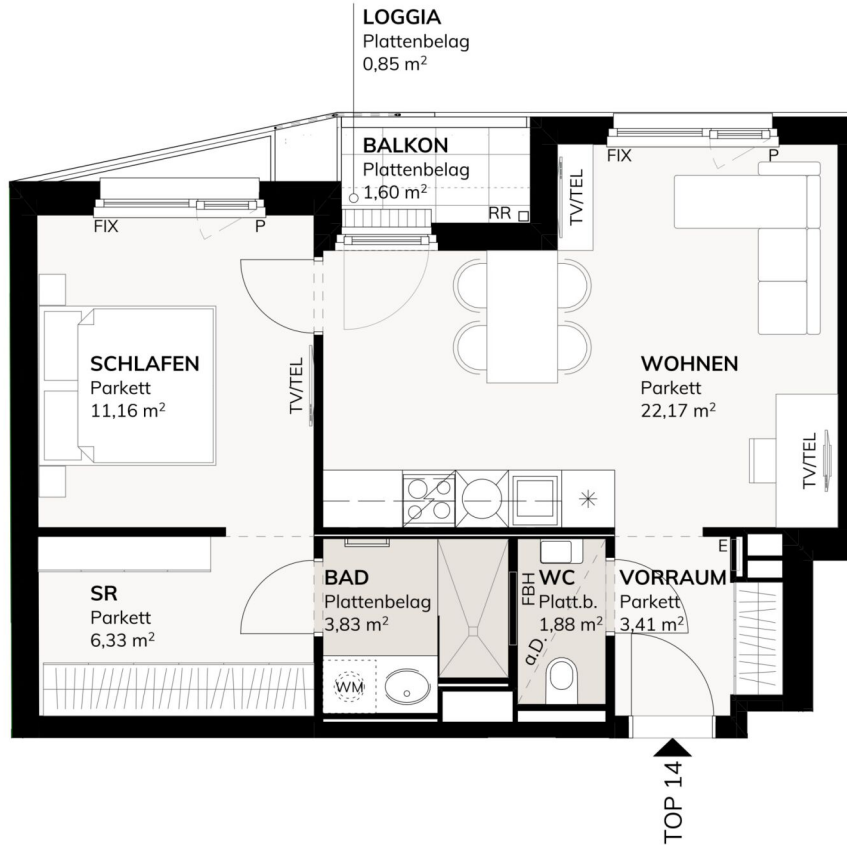 LOGGIA
Plattenbelag
0,85 m²
BALKON
Plattenbelag
1,60 m²
RR
FIX
P
TV/TEL
FIX
P
SCHLAFEN
Parkett
11,16 m²
TV/TEL
WOHNEN
Parkett
22,17 m²
TV/TEL
SR
Parkett
6,33 m²
BAD
Plattenbelag
3,83 m²
WM
FBH
WC
Platt.b.
1,88 m²
a.D.
VORRAUM
Parkett
3,41 m²
E
TOP 14